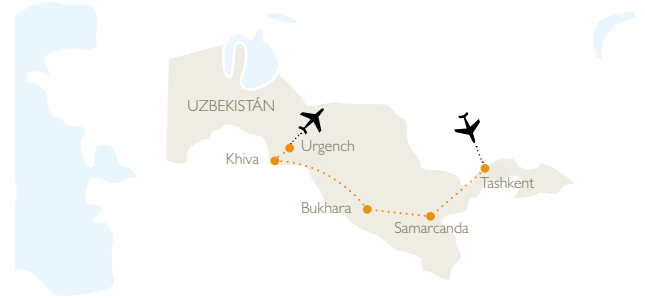 UZBEKISTÁN
Urgench
Khiva
Tashkent
Bukhara
Samarcanda